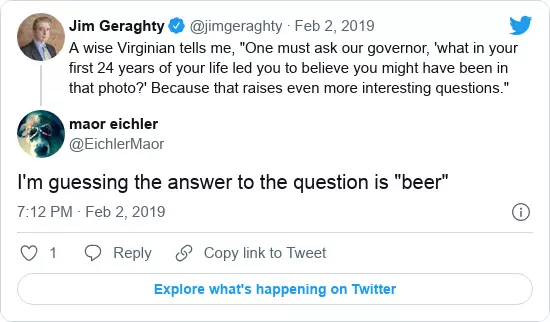 Jim Geraghty @jimgeraghty · Feb 2, 2019
A wise Virginian tells me, "One must ask our governor, 'what in your
first 24 years of your life led you to believe you might have been in
that photo?' Because that raises even more interesting questions."
maor eichler
@EichlerMaor
I'm guessing the answer to the question is "beer"
7:12 PM · Feb 2, 2019
1 Reply Copy link to Tweet
Explore what's happening on Twitter